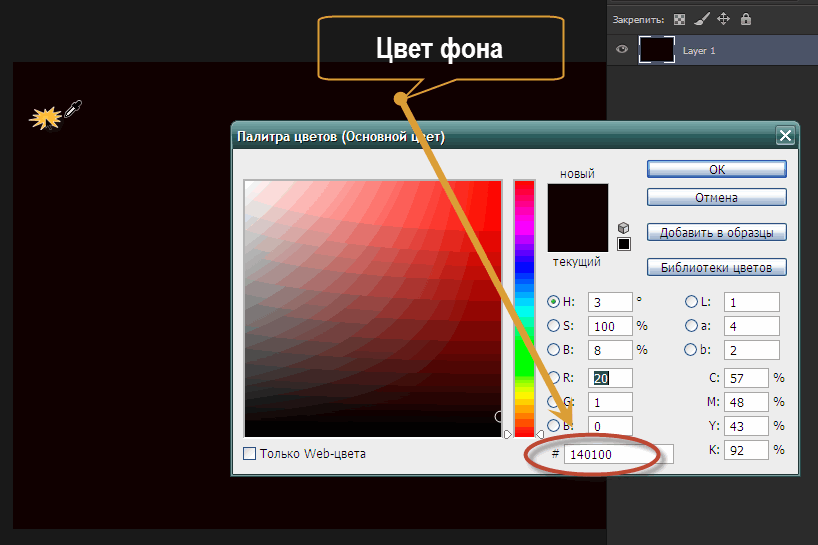 Закрепить:
Цвет фона
Layer 1
Палитра цветов (Основной цвет)
новый
текущий
OK
Отмена
Добавить в образцы
Библиотеки цветов
H: 3 °
S: 100 %
B: 8 %
R: 20
G: 1
B: 0
# 140100
L: 1
a: 4
b: 2
C: 57 %
M: 48 %
Y: 43 %
K: 92 %
Только Web-цвета